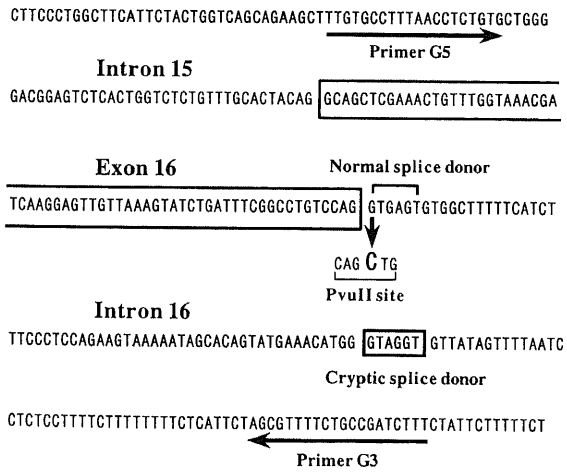 CTTCCCTGGCTTCATTCTACTGGTCAGCAGAAGCTTTGTGCCTTTAACCTCTGTGCTGGG
Primer G5
Intron 15
GACGGAGTCTCACTGGTCTCTGTTTGCACTACAG GCAGCTCGAAACTGTTTGGTAAACGA
Exon 16
Normal splice donor
TCAAGGAGTTGTTAAAGTATCTGATTTCGGCCTGTCCAG GTGAGTGTGGCTTTTTCATCT
CAG C TG
PvuII site
Intron 16
TTCCCTCCAGAAGTAAAAATAGCACAGTATGAAACATGG GTAGGT GTTATAGTTTTAATC
Cryptic splice donor
CTCTCCTTTTCTTTTTTTTTCTCATTCTAGCGTTTTCTGCCGATCTTTCTATTCTTTTTCT
Primer G3